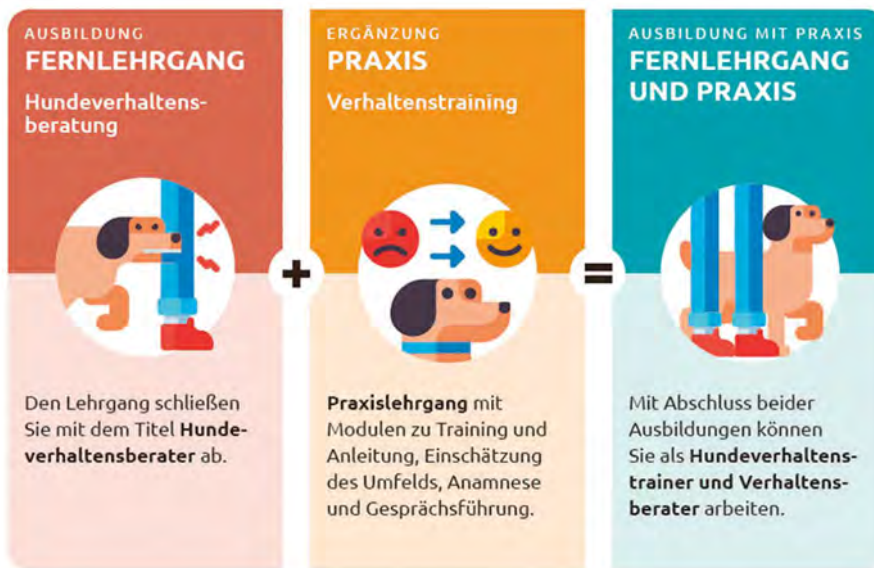 AUSBILDUNG
FERNLEHRGANG
Hundeverhaltens-
beratung
Den Lehrgang schließen
Sie mit dem Titel Hunde-
verhaltensberater ab.
+
ERGÄNZUNG
PRAXIS
Verhaltenstraining
Praxislehrgang mit
Modulen zu Training und
Anleitung, Einschätzung
des Umfelds, Anamnese
und Gesprächsführung.
=
AUSBILDUNG MIT PRAXIS
FERNLEHRGANG
UND PRAXIS
Mit Abschluss beider
Ausbildungen können
Sie als Hundeverhaltens-
trainer und Verhaltens-
berater arbeiten.